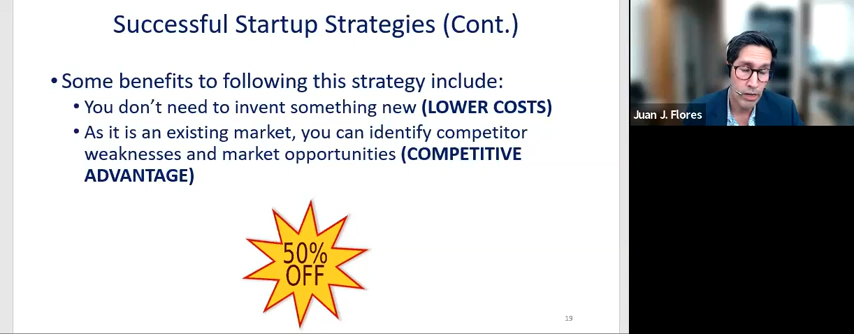 Successful Startup Strategies (Cont.)
• Some benefits to following this strategy include:
• You don't need to invent something new (LOWER COSTS)
• As it is an existing market, you can identify competitor
weaknesses and market opportunities (COMPETITIVE
ADVANTAGE)
50%
OFF
19
Juan J. Flores